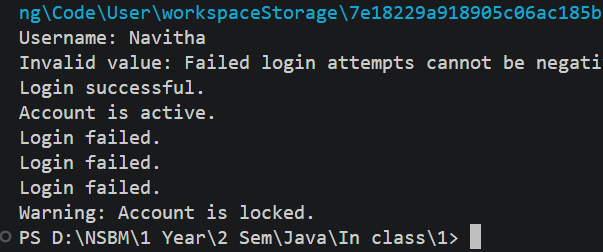 ng\Code\User\workspaceStorage\7e18229a918905c06ac185b
Username: Navitha
Invalid value: Failed login attempts cannot be negati
Login successful.
Account is active.
Login failed.
Login failed.
Login failed.
Warning: Account is locked.
PS D:\NSBM\1 Year\2 Sem\Java\In class\1>